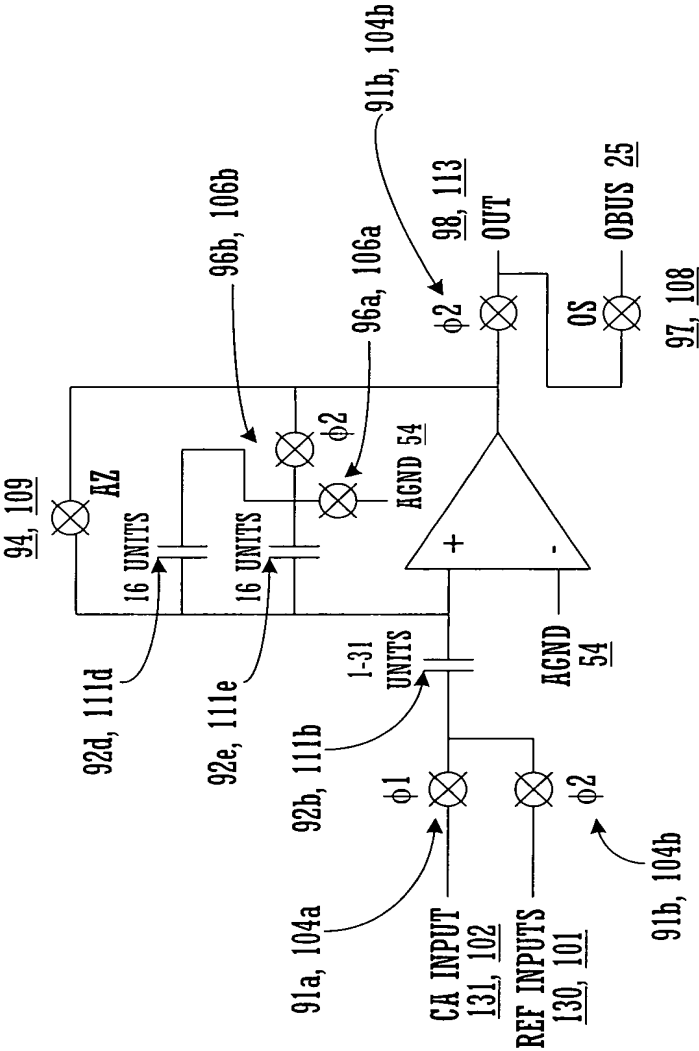 94, 109
AZ
16 UNITS
16 UNITS
92d, 111d
92e, 111e
92b, 111b
1-31
UNITS
96b, 106b
96a, 106a
ϕ2
AGND 54
91b, 104b
ϕ2
98, 113
OUT
OS
OBUS 25
97, 108
+
-
AGND
54
ϕ1
91a, 104a
CA INPUT
131, 102
REF INPUTS
130, 101
ϕ2
91b, 104b